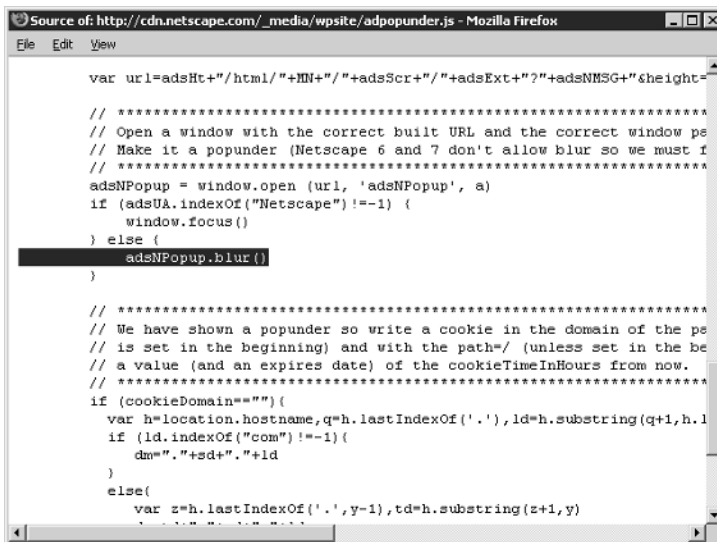 Source of: http://cdn.netscape.com/_media/wpsite/adpopunder.js - Mozilla Firefox
File Edit View
var url=adsHt+"/html/"+MN+"/"+adsScr+"/"+adsExt+"?"+adsNMSG+"&height=
// *****************************************************************
// Open a window with the correct built URL and the correct window pa
// Make it a popunder (Netscape 6 and 7 don't allow blur so we must f
// *****************************************************************
adsNPopup = window.open (url, 'adsNPopup', a)
if (adsUA.indexOf("Netscape")!=-1) {
window.focus()
} else {
adsNPopup.blur()
}
// *****************************************************************
// We have shown a popunder so write a cookie in the domain of the pa
// is set in the beginning) and with the path=/ (unless set in the be
// a value (and an expires date) of the cookieTimeInHours from now.
// *****************************************************************
if (cookieDomain==""){
var h=location.hostname,q=h.lastIndexOf('.'),ld=h.substring(q+1,h.l
if (ld.indexOf("com")!=-1){
dm="."+sd+"."+ld
}
else{
var z=h.lastIndexOf('.',y-1),td=h.substring(z+1,y)